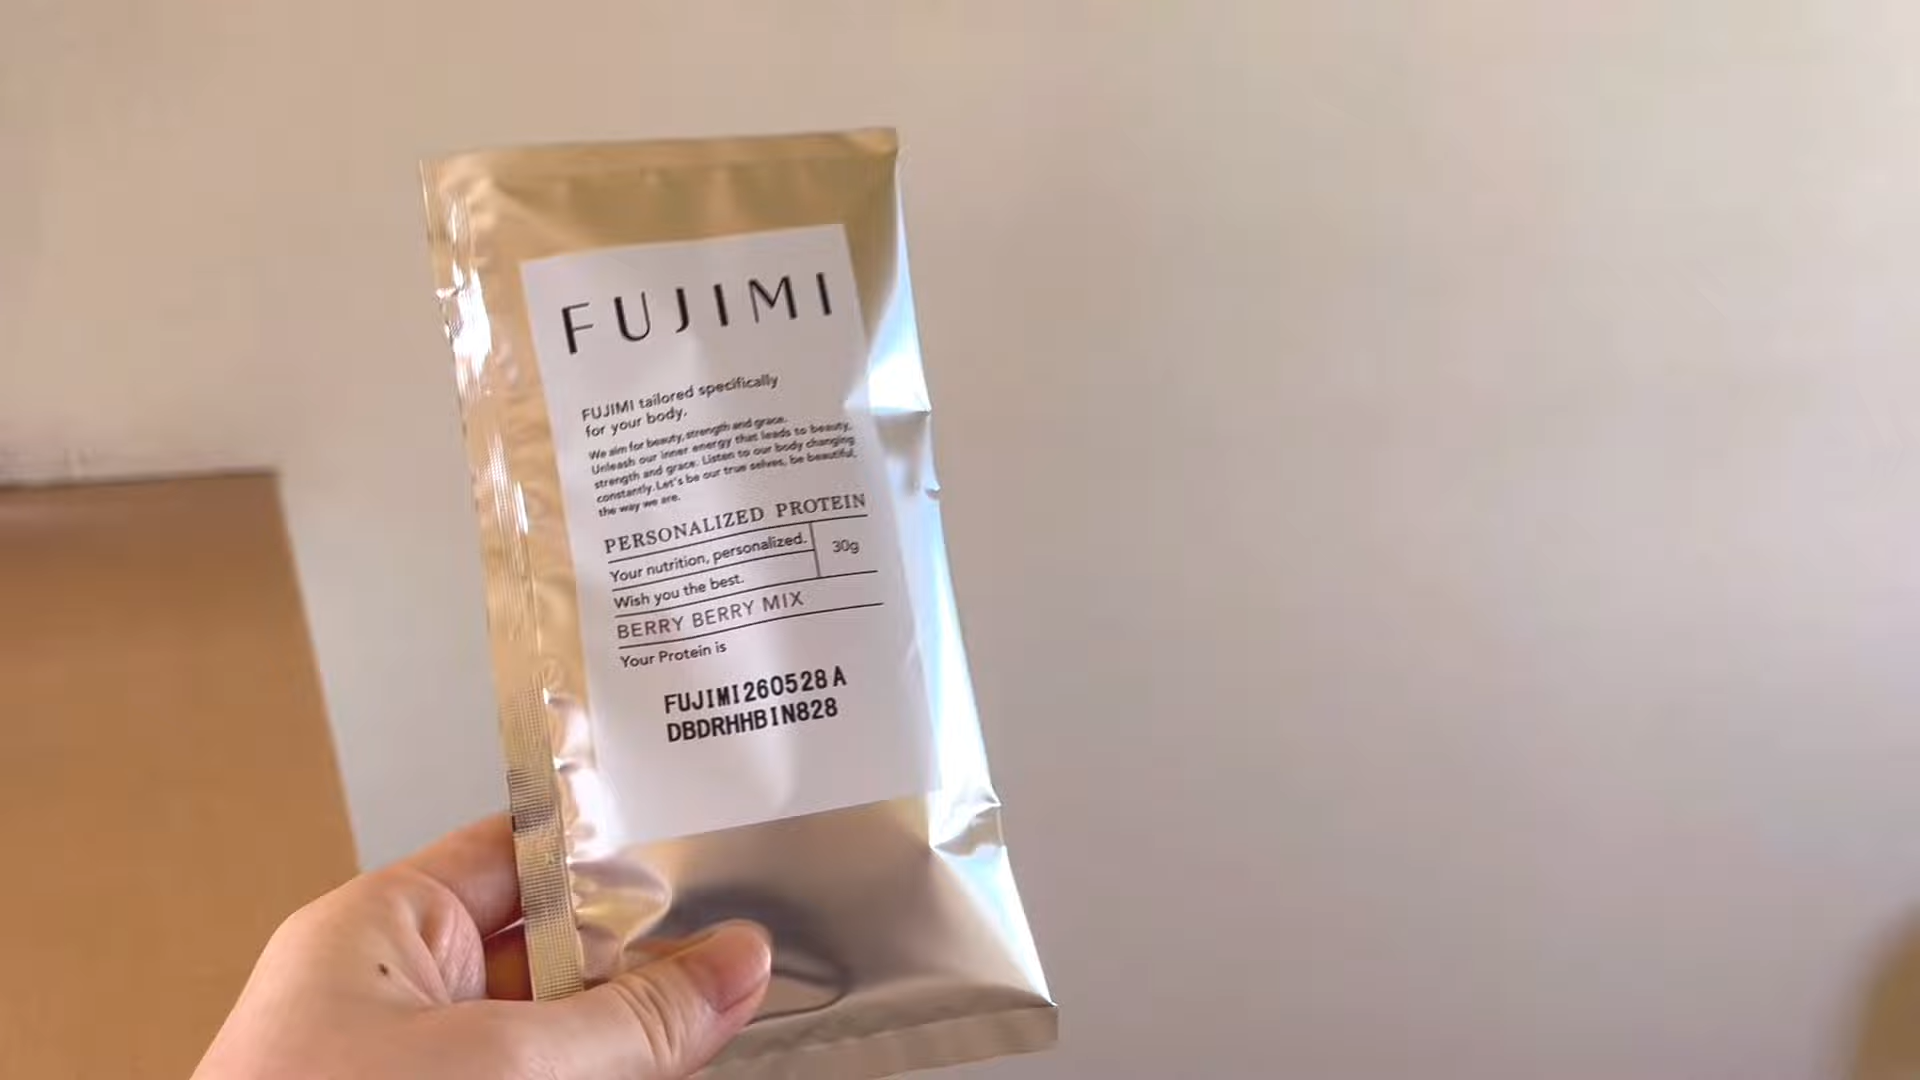 FUJIMI
FUJIMI tailored specifically
for your body.
We aim for beauty, strength and grace.
Unleash our inner energy that leads to beauty,
strength and grace. Listen to our body changing
constantly. Let's be our true selves, be beautiful,
the way we are.
PERSONALIZED PROTEIN
Your nutrition, personalized.
30g
Wish you the best.
BERRY BERRY MIX
Your Protein is
FUJIMI260528A
DBDRHHBIN828